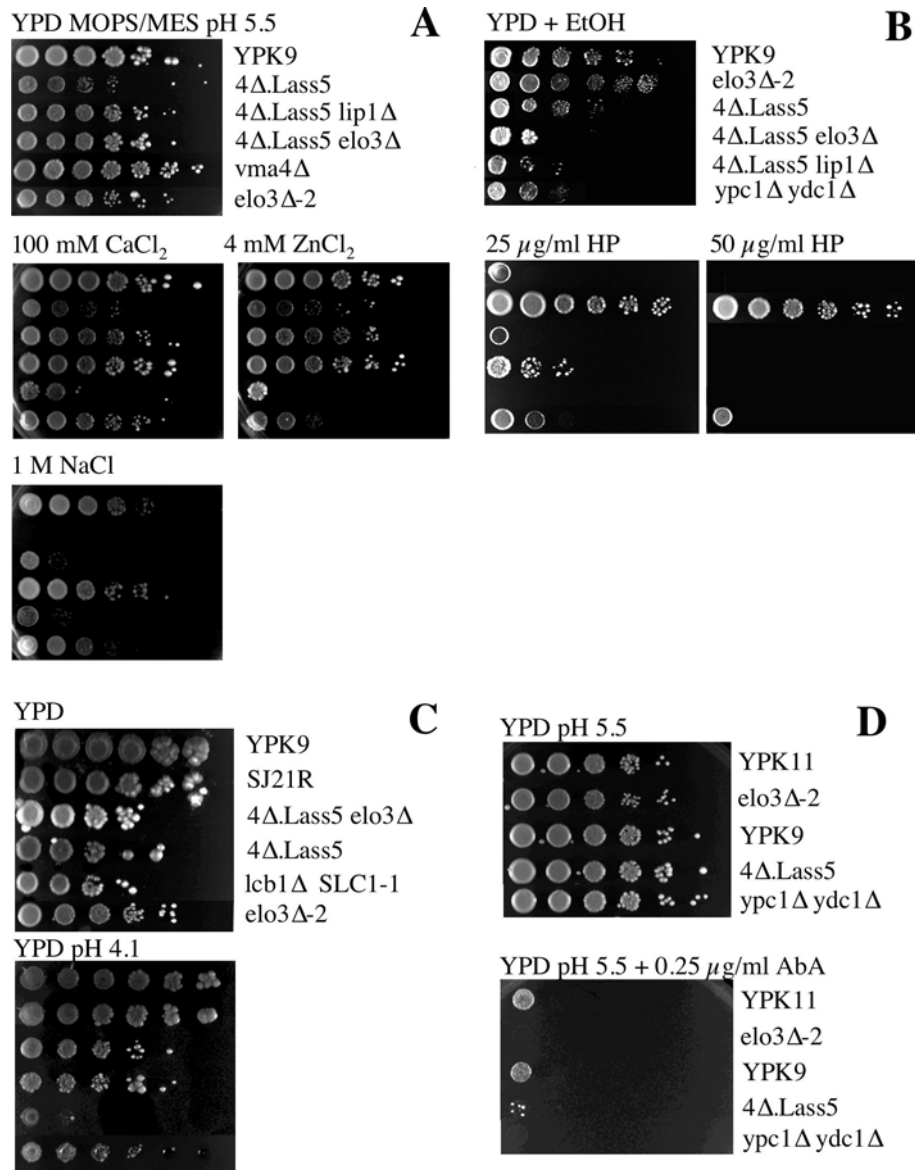 YPD MOPS/MES pH 5.5
A
YPK9
4Δ.Lass5
4Δ.Lass5 lip1Δ
4Δ.Lass5 elo3Δ
vma4Δ
elo3Δ-2
100 mM CaCl₂
4 mM ZnCl₂
1 M NaCl
YPD + EtOH
B
YPK9
elo3Δ-2
4Δ.Lass5
4Δ.Lass5 elo3Δ
4Δ.Lass5 lip1Δ
ypc1Δ ydc1Δ
25 µg/ml HP
50 µg/ml HP
YPD
C
YPK9
SJ21R
4Δ.Lass5 elo3Δ
4Δ.Lass5
lcb1Δ SLC1-1
elo3Δ-2
YPD pH 4.1
D
YPD pH 5.5
YPK11
elo3Δ-2
YPK9
4Δ.Lass5
ypc1Δ ydc1Δ
YPD pH 5.5 + 0.25 µg/ml AbA
YPK11
elo3Δ-2
YPK9
4Δ.Lass5
ypc1Δ ydc1Δ